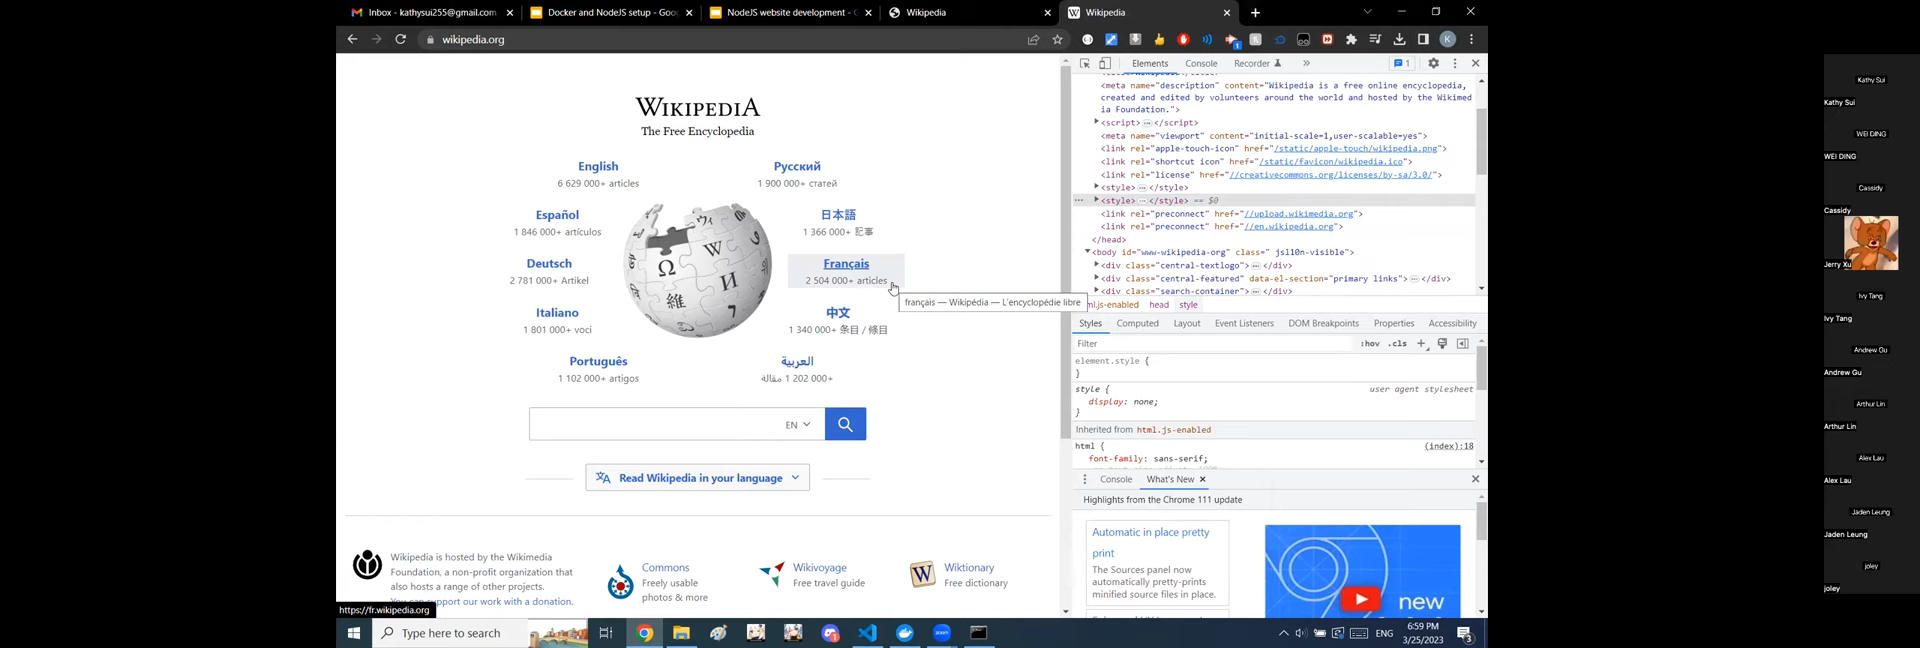 Inbox - kathysui255@gmail.com
Docker and NodeJS setup - Goo
NodeJS website development - G
Wikipedia
Wikipedia
wikipedia.org
WIKIPEDIA
The Free Encyclopedia
English
6 629 000+ articles
Русский
1 900 000+ статей
Español
1 846 000+ artículos
日本語
1 366 000+ 記事
Deutsch
2 781 000+ Artikel
Français
2 504 000+ articles
français — Wikipédia — L'encyclopédie libre
Italiano
1 801 000+ voci
中文
1 340 000+ 条目 / 條目
Português
1 102 000+ artigos
العربية
1 202 000+ مقالة
EN
Read Wikipedia in your language
Wikipedia is hosted by the Wikimedia
Foundation, a non-profit organization that
also hosts a range of other projects.
You can support our work with a donation.
Commons
Freely usable
photos & more
Wikivoyage
Free travel guide
Wiktionary
Free dictionary
https://fr.wikipedia.org
Elements Console Recorder 1
<meta name="description" content="Wikipedia is a free online encyclopedia,
created and edited by volunteers around the world and hosted by the Wikimed
ia Foundation.">
<script>…</script>
<meta name="viewport" content="initial-scale=1,user-scalable=yes">
<link rel="apple-touch-icon" href="/static/apple-touch/wikipedia.png">
<link rel="shortcut icon" href="/static/favicon/wikipedia.ico">
<link rel="license" href="//creativecommons.org/licenses/by-sa/3.0/">
<style>…</style>
<style>…</style> == $0
<link rel="preconnect" href="//upload.wikimedia.org">
<link rel="preconnect" href="//en.wikipedia.org">
</head>
<body id="www-wikipedia-org" class=" jsl10n-visible">
<div class="central-textlogo">…</div>
<div class="central-featured" data-el-section="primary links">…</div>
<div class="search-container">…</div>
ml.js-enabled head style
Styles Computed Layout Event Listeners DOM Breakpoints Properties Accessibility
Filter :hov .cls
element.style {
}
style { user agent stylesheet
display: none;
}
Inherited from html.js-enabled
html { (index):18
font-family: sans-serif;
Console What's New
Highlights from the Chrome 111 update
Automatic in place pretty
print
The Sources panel now
automatically pretty-prints
minified source files in place.
new
Type here to search
zoom
ENG
6:59 PM
3/25/2023
3
Kathy Sui
Kathy Sui
WEI DING
WEI DING
Cassidy
Cassidy
Jerry Xu
Ivy Tang
Ivy Tang
Andrew Gu
Andrew Gu
Arthur Lin
Arthur Lin
Alex Lau
Alex Lau
Jaden Leung
Jaden Leung
joley
joley